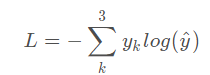 L = -\sum_{k}^{3} y_k log(\hat{y})